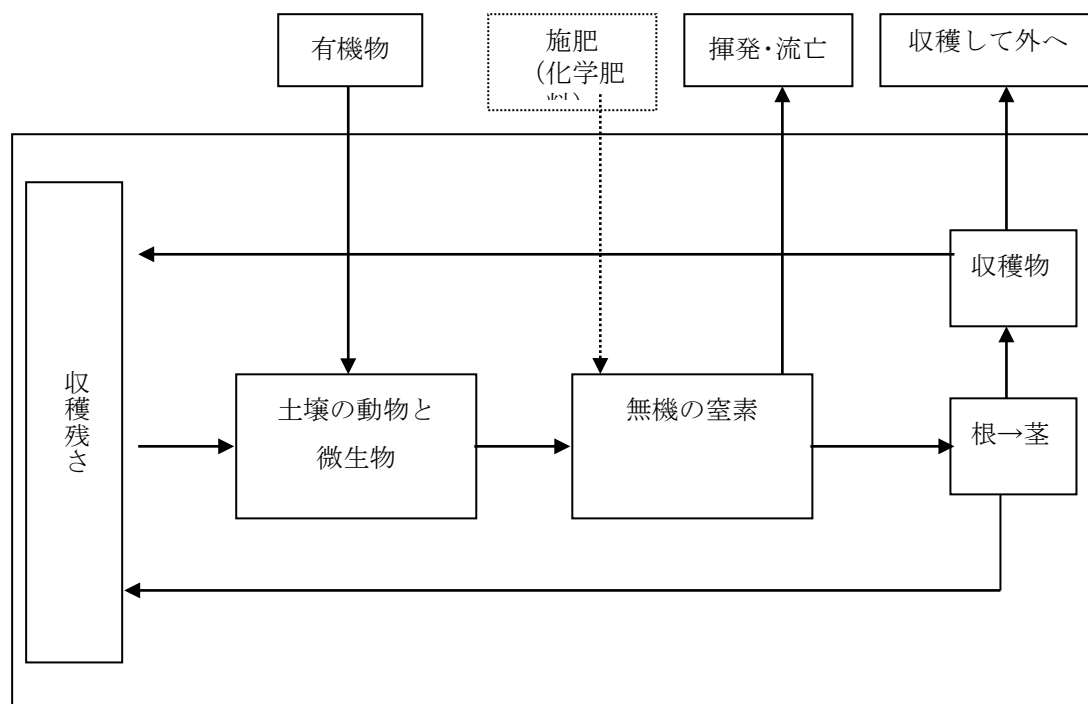 有機物
施肥
（化学肥
揮発・流亡
収穫して外へ
収穫物
収穫残さ
土壌の動物と
微生物
無機の窒素
根→茎